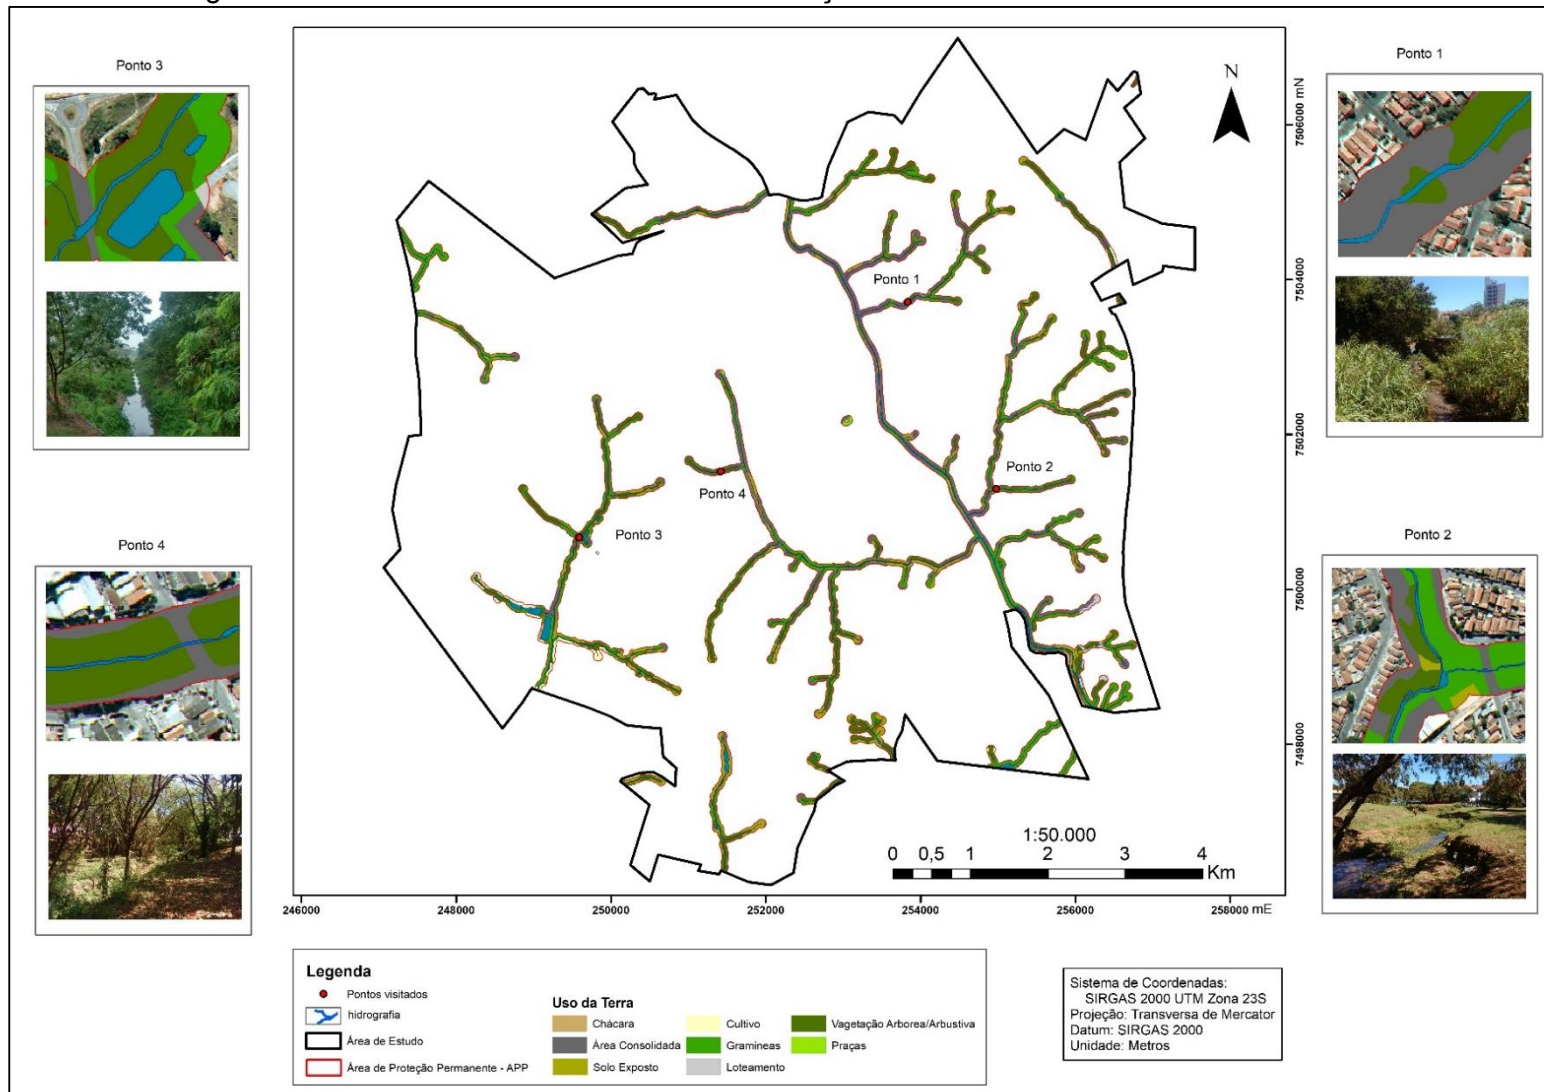 Ponto 3
Ponto 4
N
Ponto 1
Ponto 2
Ponto 4
Ponto 3
7506000 mN
7504000
7502000
7500000
7498000
1:50.000
0 0,5 1 2 3 4
Km
246000 248000 250000 252000 254000 256000 258000 mE
Ponto 1
Ponto 2
Legenda
Pontos visitados
hidrografia
Área de Estudo
Área de Proteção Permanente - APP
Uso da Terra
Chácara
Área Consolidada
Solo Exposto
Cultivo
Gramineas
Loteamento
Vegetação Arborea/Arbustiva
Praças
Sistema de Coordenadas:
SIRGAS 2000 UTM Zona 23S
Projeção: Transversa de Mercator
Datum: SIRGAS 2000
Unidade: Metros